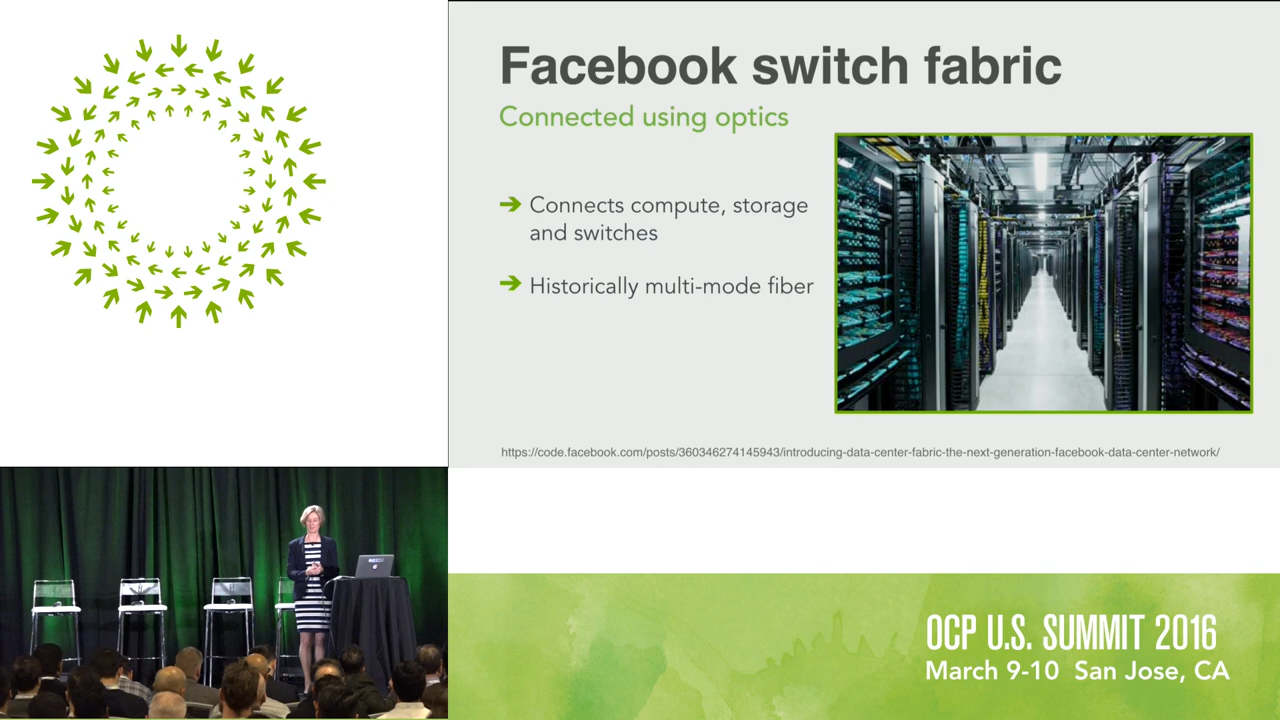 Facebook switch fabric
Connected using optics
Connects compute, storage
and switches
Historically multi-mode fiber
https://code.facebook.com/posts/360346274145943/introducing-data-center-fabric-the-next-generation-facebook-data-center-network/
OCP U.S. SUMMIT 2016
March 9-10 San Jose, CA